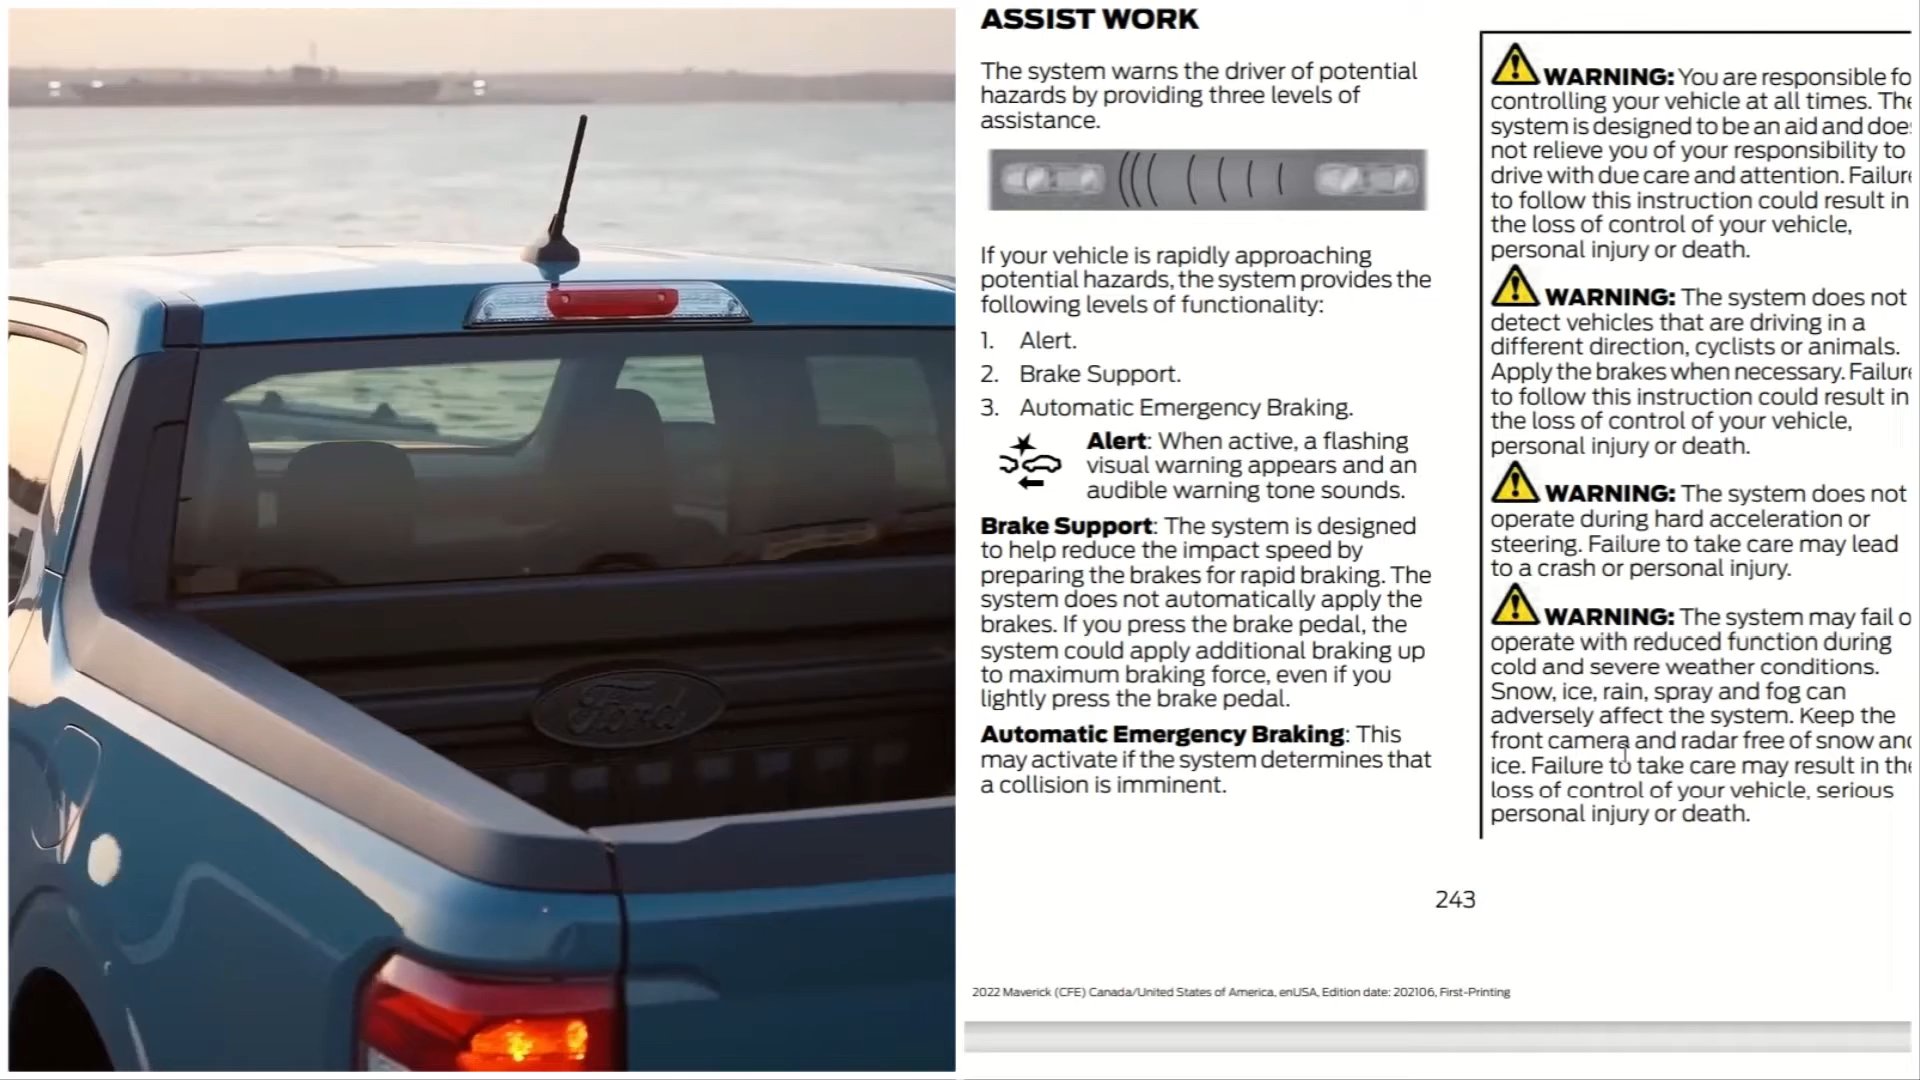 Ford
ASSIST WORK
The system warns the driver of potential
hazards by providing three levels of
assistance.
If your vehicle is rapidly approaching
potential hazards, the system provides the
following levels of functionality:
1. Alert.
2. Brake Support.
3. Automatic Emergency Braking.
Alert: When active, a flashing
visual warning appears and an
audible warning tone sounds.
Brake Support: The system is designed
to help reduce the impact speed by
preparing the brakes for rapid braking. The
system does not automatically apply the
brakes. If you press the brake pedal, the
system could apply additional braking up
to maximum braking force, even if you
lightly press the brake pedal.
Automatic Emergency Braking: This
may activate if the system determines that
a collision is imminent.
WARNING: You are responsible fo
controlling your vehicle at all times. The
system is designed to be an aid and does
not relieve you of your responsibility to
drive with due care and attention. Failure
to follow this instruction could result in
the loss of control of your vehicle,
personal injury or death.
WARNING: The system does not
detect vehicles that are driving in a
different direction, cyclists or animals.
Apply the brakes when necessary. Failure
to follow this instruction could result in
the loss of control of your vehicle,
personal injury or death.
WARNING: The system does not
operate during hard acceleration or
steering. Failure to take care may lead
to a crash or personal injury.
WARNING: The system may fail o
operate with reduced function during
cold and severe weather conditions.
Snow, ice, rain, spray and fog can
adversely affect the system. Keep the
front camera and radar free of snow and
ice. Failure to take care may result in the
loss of control of your vehicle, serious
personal injury or death.
243
2022 Maverick (CFE) Canada/United States of America, enUSA, Edition date: 202106, First-Printing